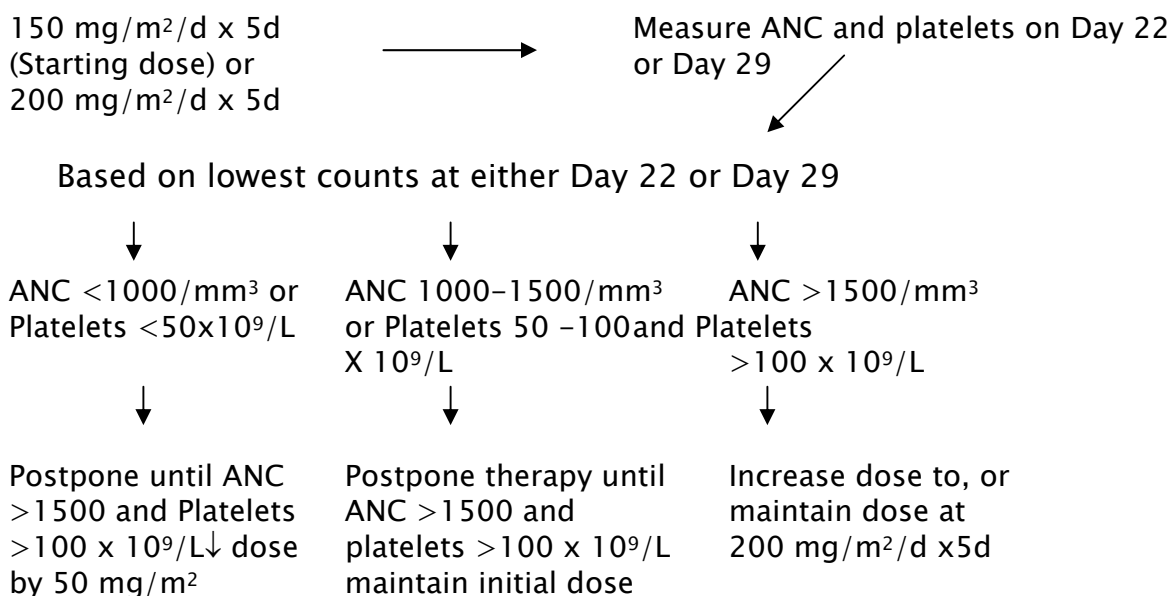 150 mg/m²/d x 5d
(Starting dose) or
200 mg/m²/d x 5d
Measure ANC and platelets on Day 22
or Day 29
Based on lowest counts at either Day 22 or Day 29
ANC <1000/mm³ or
Platelets <50x10⁹/L
ANC 1000-1500/mm³
or Platelets 50 -100
X 10⁹/L
ANC >1500/mm³
and Platelets
>100 x 10⁹/L
Postpone until ANC
>1500 and Platelets
>100 x 10⁹/L↓ dose
by 50 mg/m²
Postpone therapy until
ANC >1500 and
platelets >100 x 10⁹/L
maintain initial dose
Increase dose to, or
maintain dose at
200 mg/m²/d x5d